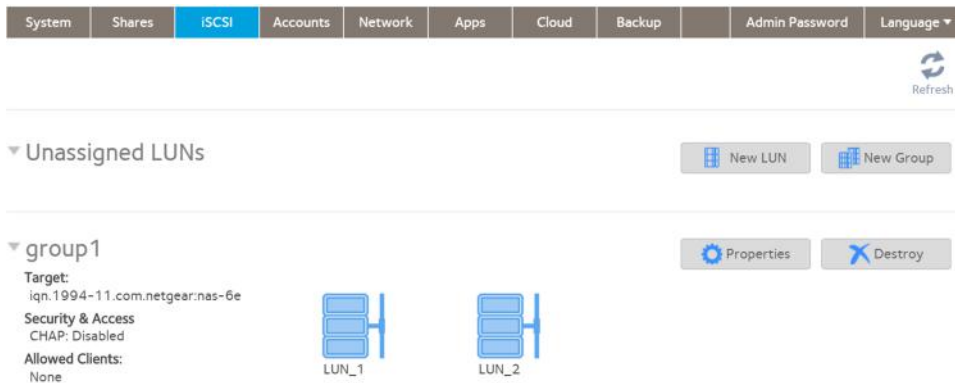 System Shares iSCSI Accounts Network Apps Cloud Backup Admin Password Language
Refresh
Unassigned LUNs New LUN New Group
group1 Properties Destroy
Target:
iqn.1994-11.com.netgear:nas-6e
Security & Access
CHAP: Disabled
Allowed Clients:
None
LUN_1 LUN_2